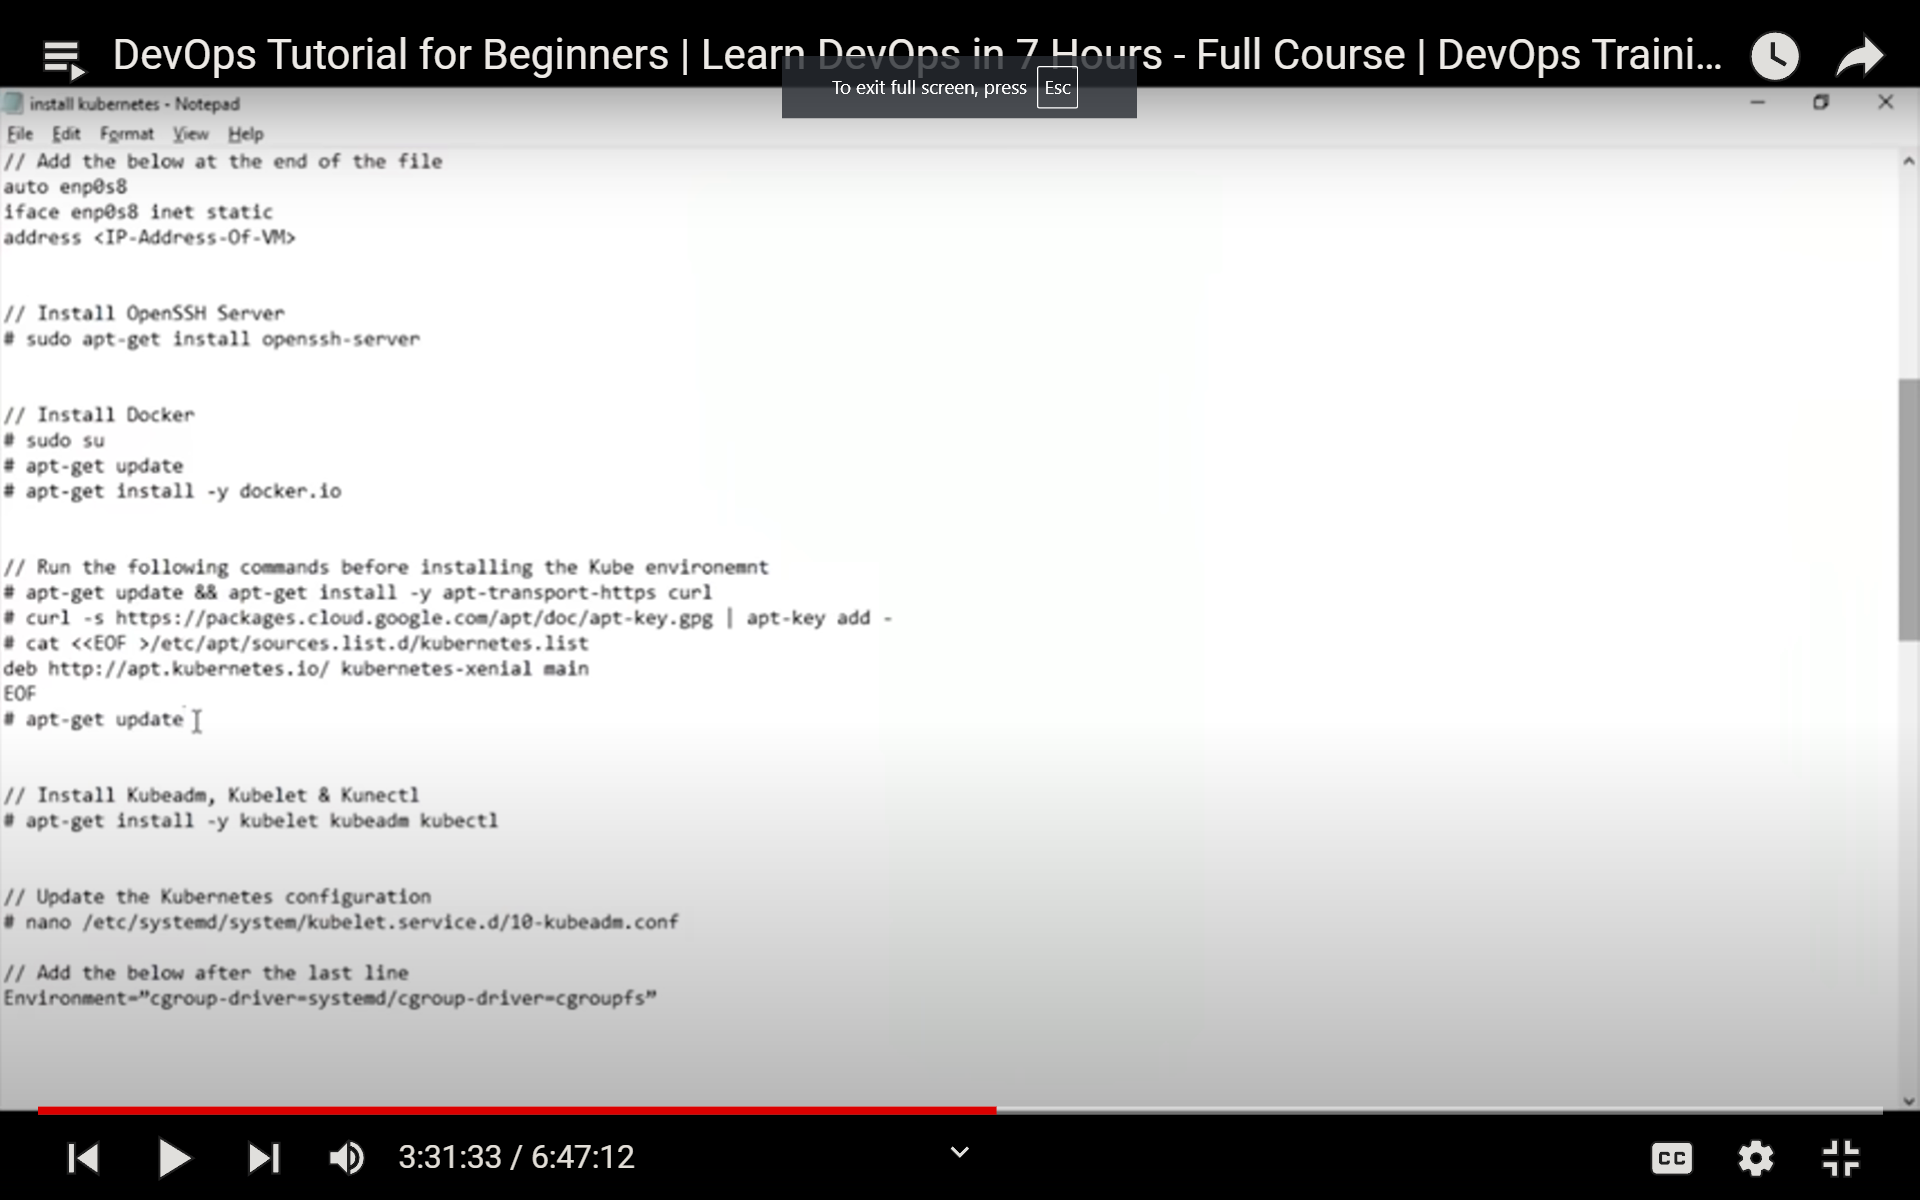 DevOps Tutorial for Beginners | Learn DevOps in 7 Hours - Full Course | DevOps Traini...
To exit full screen, press Esc
install kubernetes - Notepad
File Edit Format View Help
// Add the below at the end of the file
auto enp0s8
iface enp0s8 inet static
address <IP-Address-Of-VM>
// Install OpenSSH Server
# sudo apt-get install openssh-server
// Install Docker
# sudo su
# apt-get update
# apt-get install -y docker.io
// Run the following commands before installing the Kube environemnt
# apt-get update && apt-get install -y apt-transport-https curl
# curl -s https://packages.cloud.google.com/apt/doc/apt-key.gpg | apt-key add -
# cat <<EOF >/etc/apt/sources.list.d/kubernetes.list
deb http://apt.kubernetes.io/ kubernetes-xenial main
EOF
# apt-get update
// Install Kubeadm, Kubelet & Kunectl
# apt-get install -y kubelet kubeadm kubectl
// Update the Kubernetes configuration
# nano /etc/systemd/system/kubelet.service.d/10-kubeadm.conf
// Add the below after the last line
Environment="cgroup-driver=systemd/cgroup-driver=cgroupfs”
3:31:33 / 6:47:12
CC